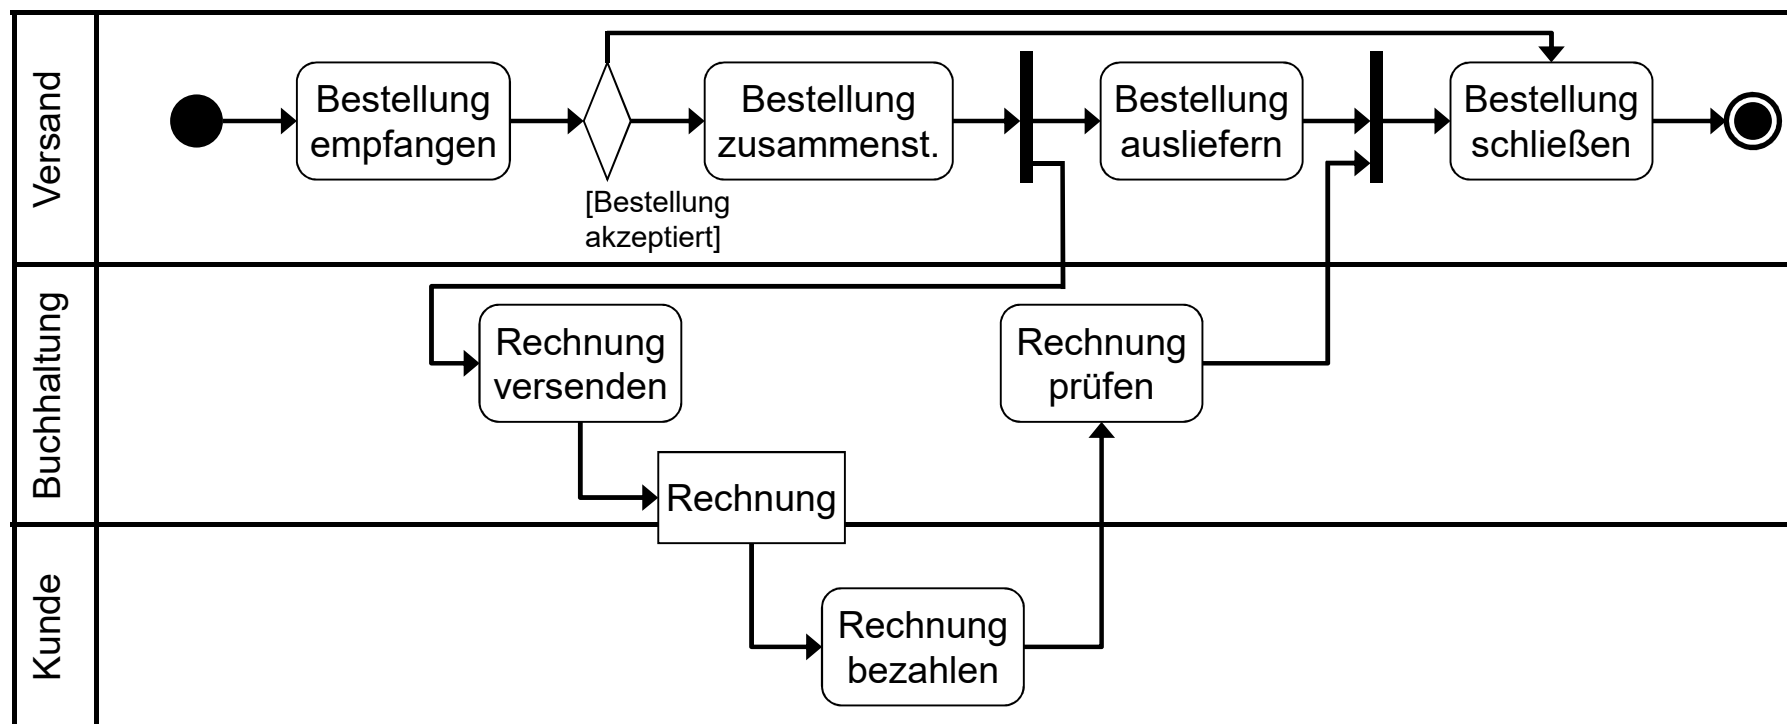 Versand
Bestellung
empfangen
[Bestellung
akzeptiert]
Bestellung
zusammenst.
Bestellung
ausliefern
Bestellung
schließen
Buchhaltung
Rechnung
versenden
Rechnung
prüfen
Rechnung
Kunde
Rechnung
bezahlen